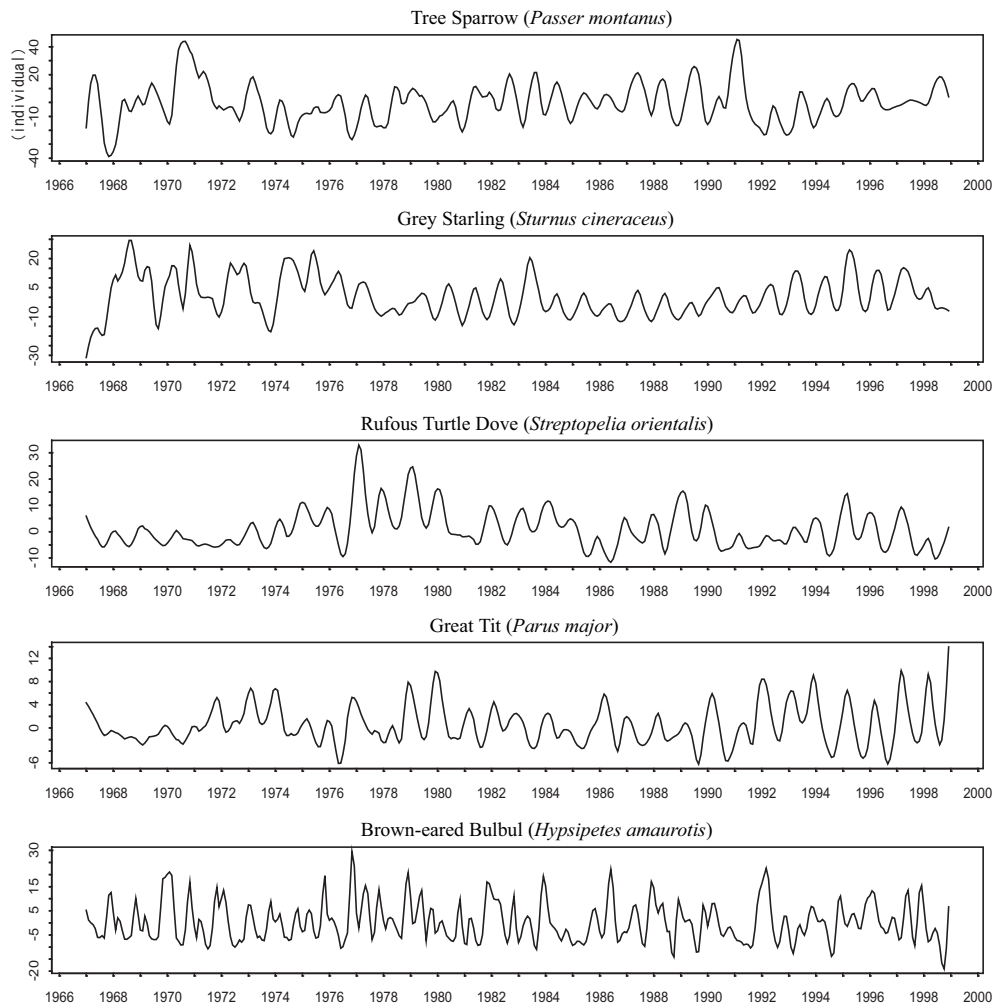 Tree Sparrow (Passer montanus)
(individual)
40
20
-10
-40
1966 1968 1970 1972 1974 1976 1978 1980 1982 1984 1986 1988 1990 1992 1994 1996 1998 2000
Grey Starling (Sturnus cineraceus)
20
5
-10
-30
1966 1968 1970 1972 1974 1976 1978 1980 1982 1984 1986 1988 1990 1992 1994 1996 1998 2000
Rufous Turtle Dove (Streptopelia orientalis)
30
20
10
0
-10
1966 1968 1970 1972 1974 1976 1978 1980 1982 1984 1986 1988 1990 1992 1994 1996 1998 2000
Great Tit (Parus major)
12
8
4
0
-6
1966 1968 1970 1972 1974 1976 1978 1980 1982 1984 1986 1988 1990 1992 1994 1996 1998 2000
Brown-eared Bulbul (Hypsipetes amaurotis)
30
15
5
-5
-20
1966 1968 1970 1972 1974 1976 1978 1980 1982 1984 1986 1988 1990 1992 1994 1996 1998 2000